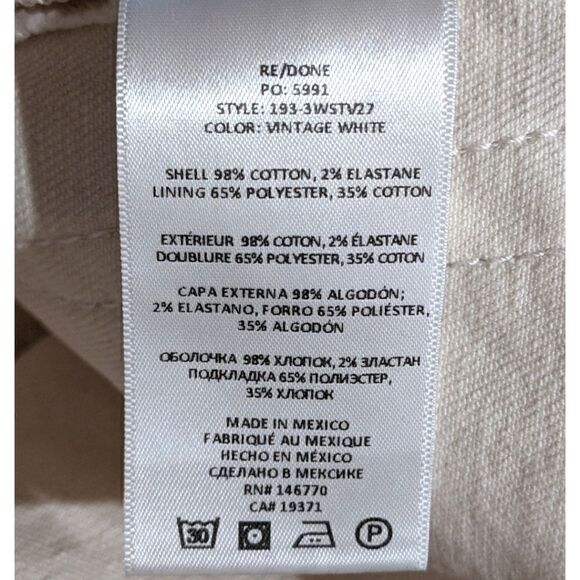 RE/DONE
PO: 5991
STYLE: 193-3WSTV27
COLOR: VINTAGE WHITE
SHELL 98% COTTON, 2% ELASTANE
LINING 65% POLYESTER, 35% COTTON
EXTÉRIEUR 98% COTON, 2% ÉLASTANE
DOUBLURE 65% POLYESTER, 35% COTON
CAPA EXTERNA 98% ALGODÓN;
2% ELASTANO, FORRO 65% POLIÉSTER,
35% ALGODÓN
ОБОЛОЧКА 98% ХЛОПОК, 2% ЭЛАСТАН
ПОДКЛАДКА 65% ПОЛИЭСТЕР,
35% ХЛОПОК
MADE IN MEXICO
FABRIQUÉ AU MEXIQUE
HECHO EN MÉXICO
СДЕЛАНО В МЕКСИКЕ
RN# 146770
CA# 19371
30 P